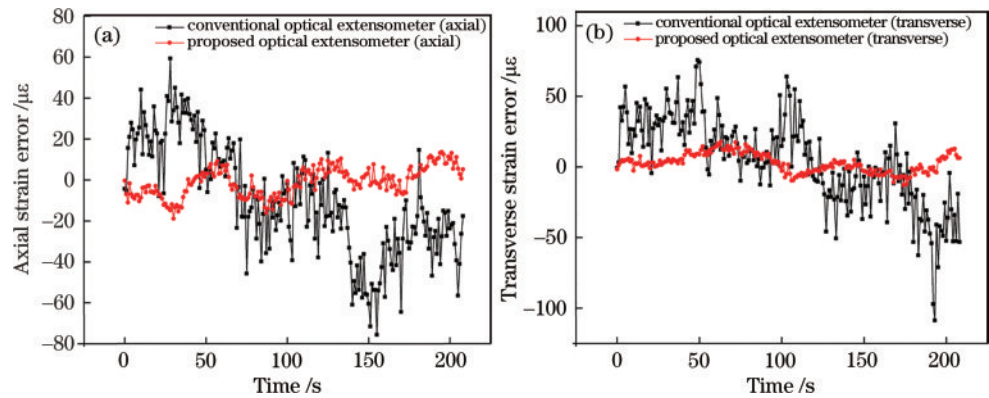 (a)
conventional optical extensometer (axial)
proposed optical extensometer (axial)
Axial strain error /με
60
40
20
0
−20
−40
−60
−80
0
50
100
150
200
Time /s
(b)
conventional optical extensometer (transverse)
proposed optical extensometer (transverse)
Transverse strain error /με
100
50
0
−50
−100
0
50
100
150
200
Time /s